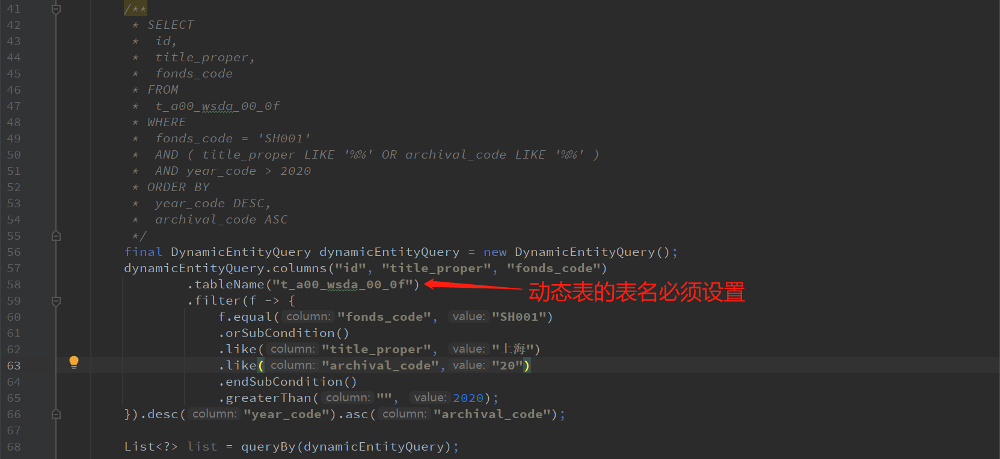 41 /**
42 * SELECT
43 * id,
44 * title_proper,
45 * fonds_code
46 * FROM
47 * t_a00_wsda_00_0f
48 * WHERE
49 * fonds_code = 'SH001'
50 * AND ( title_proper LIKE '%%' OR archival_code LIKE '%%' )
51 * AND year_code > 2020
52 * ORDER BY
53 * year_code DESC,
54 * archival_code ASC
55 */
56 final DynamicEntityQuery dynamicEntityQuery = new DynamicEntityQuery();
57 dynamicEntityQuery.columns("id", "title_proper", "fonds_code")
58 .tableName("t_a00_wsda_00_0f") 动态表的表名必须设置
59 .filter(f -> {
60 f.equal( column: "fonds_code", value: "SH001")
61 .orSubCondition()
62 .like( column: "title_proper", value: "上海")
63 .like( column: "archival_code", value: "20")
64 .endSubCondition()
65 .greaterThan( column: "", value: 2020);
66 }).desc( column: "year_code").asc( column: "archival_code");
67
68 List<?> list = queryBy(dynamicEntityQuery);